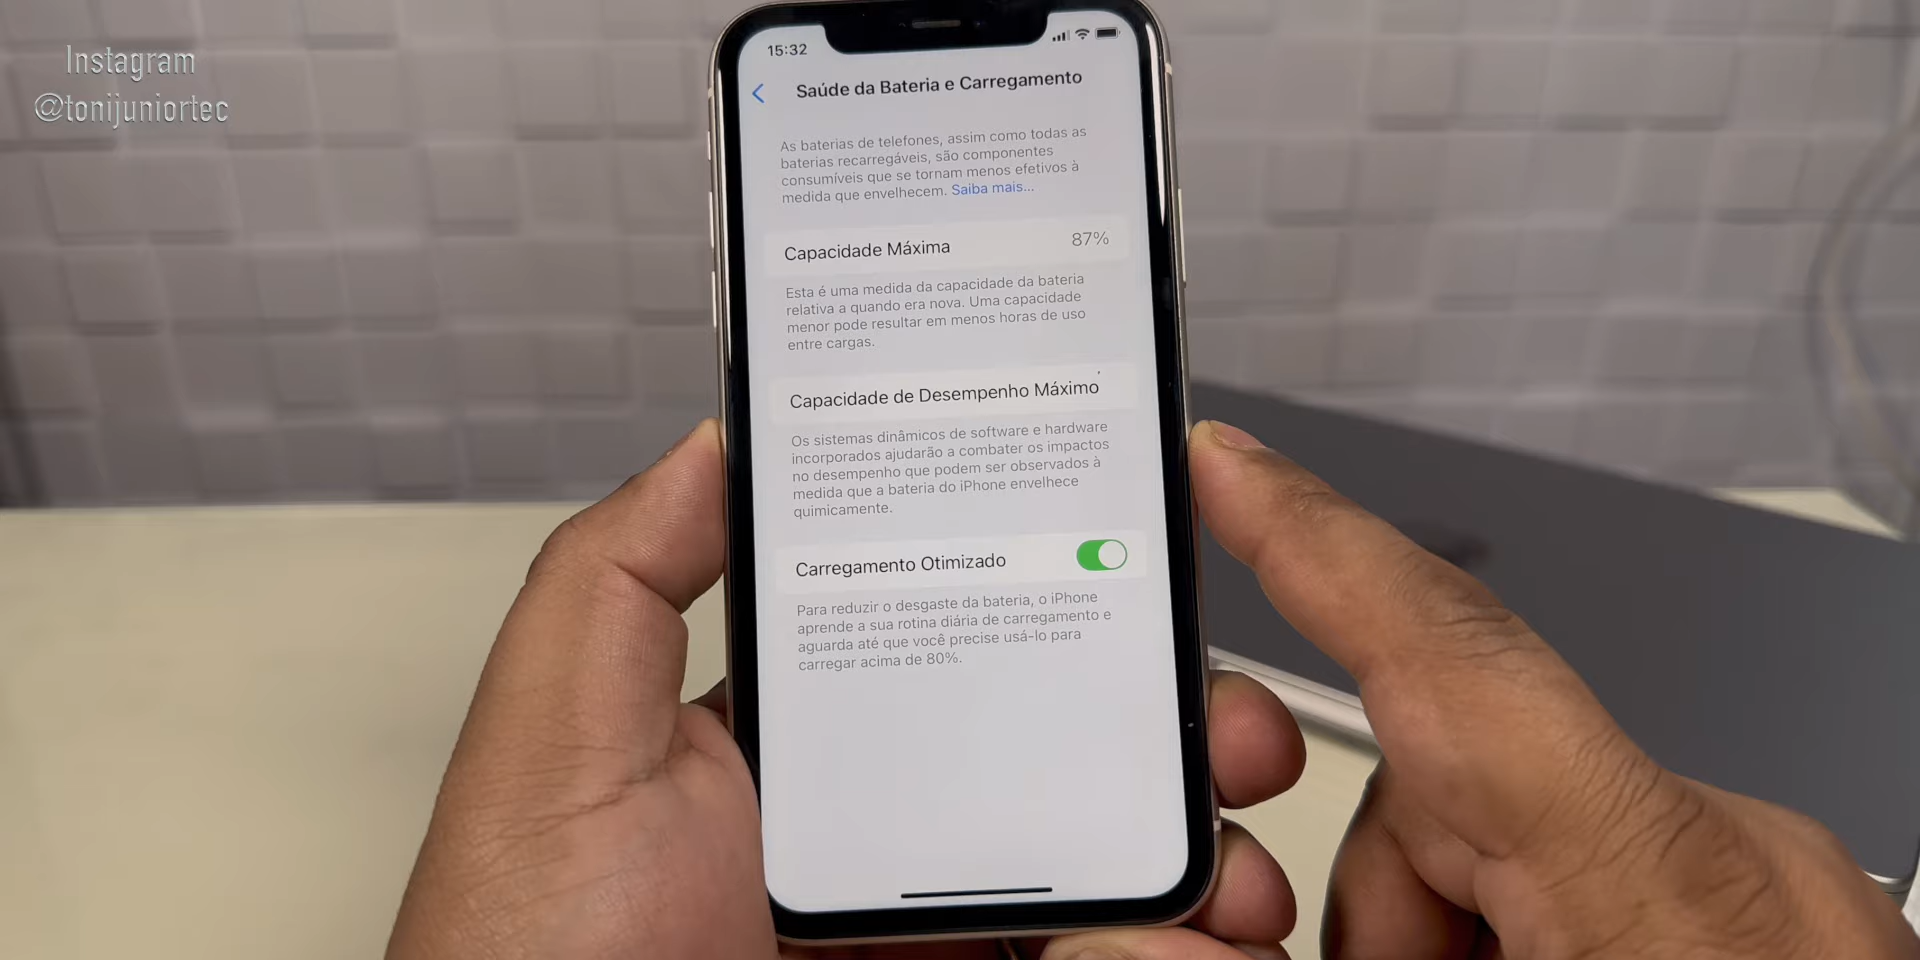 Instagram
@tonijuniortec
15:32
Saúde da Bateria e Carregamento
As baterias de telefones, assim como todas as
baterias recarregáveis, são componentes
consumíveis que se tornam menos efetivos à
medida que envelhecem. Saiba mais...
Capacidade Máxima 87%
Esta é uma medida da capacidade da bateria
relativa a quando era nova. Uma capacidade
menor pode resultar em menos horas de uso
entre cargas.
Capacidade de Desempenho Máximo
Os sistemas dinâmicos de software e hardware
incorporados ajudarão a combater os impactos
no desempenho que podem ser observados à
medida que a bateria do iPhone envelhece
quimicamente.
Carregamento Otimizado
Para reduzir o desgaste da bateria, o iPhone
aprende a sua rotina diária de carregamento e
aguarda até que você precise usá-lo para
carregar acima de 80%.